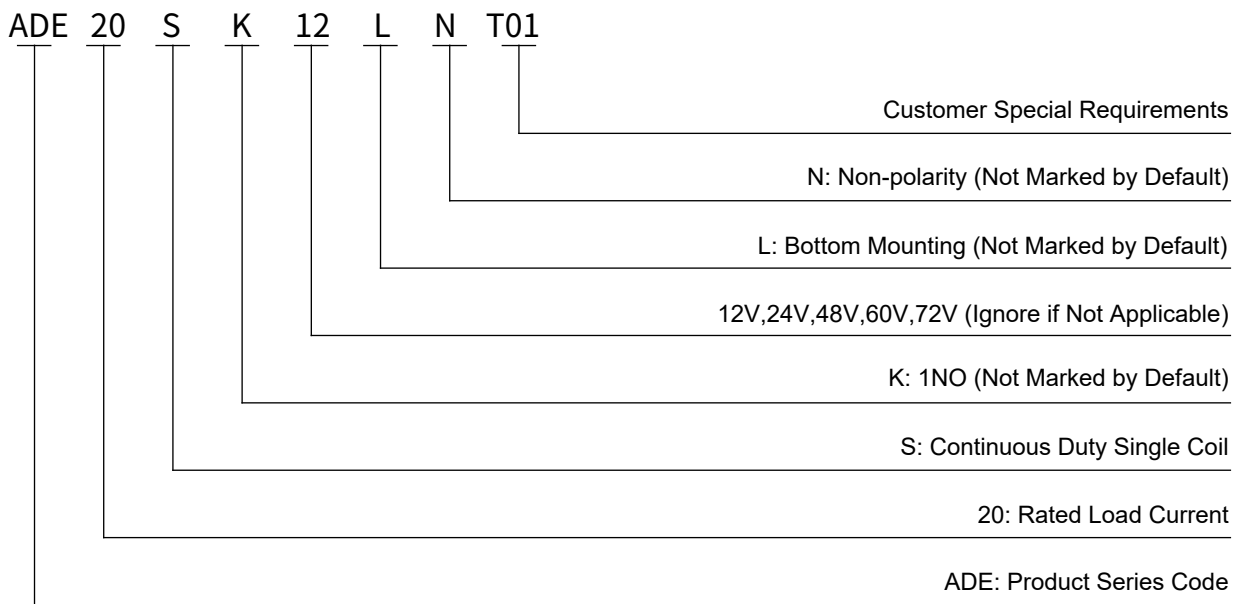 ADE 20 S K 12 L N T01
Customer Special Requirements
N: Non-polarity (Not Marked by Default)
L: Bottom Mounting (Not Marked by Default)
12V,24V,48V,60V,72V (Ignore if Not Applicable)
K: 1NO (Not Marked by Default)
S: Continuous Duty Single Coil
20: Rated Load Current
ADE: Product Series Code